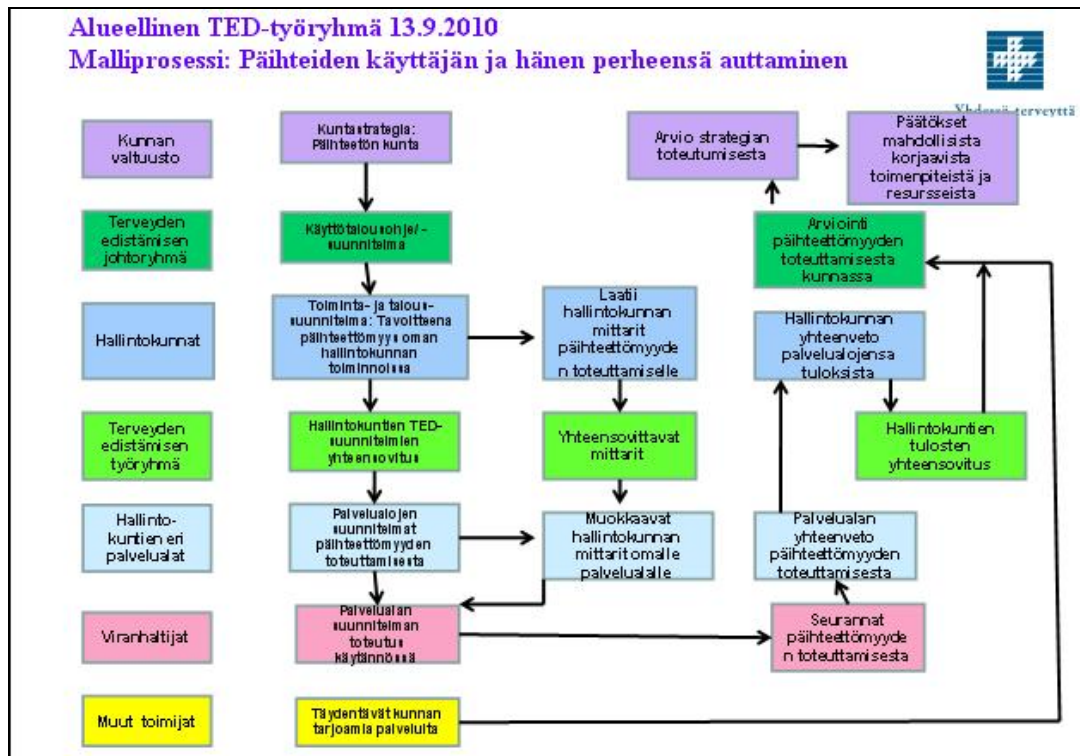 Alueellinen TED-työryhmä 13.9.2010
Malliprosessi: Päihteiden käyttäjän ja hänen perheensä auttaminen
Yhdessä terveyttä
Kunnan
valtuusto
Kuntastrategia:
Päihteetön kunta
Arvio strategian
toteutumisesta
Päätökset
mahdollisista
korjaavista
toimenpiteistä ja
resursseista
Terveyden
edistämisen
johtoryhmä
Käyttötalousohje/ -
suunnitelma
Arviointi
päihteettömyyden
toteuttamisesta
kunnassa
Hallintokunnat
Toiminta- ja talous-
suunnitelma: Tavoitteena
päihteettömyys oman
hallintokunnan
toiminnoissa
Laatii
hallintokunnan
mittarit
päihteettömyyde
n toteuttamiselle
Hallintokunnan
yhteenveto
palvelualojensa
tuloksista
Terveyden
edistämisen
työryhmä
Hallintokuntien TED-
suunnitelmien
yhteensovitus
Yhteensovittavat
mittarit
Hallintokuntien
tulosten
yhteensovitus
Hallinto-
kuntien eri
palvelualat
Palvelualojen
suunnitelmat
päihteettömyyden
toteuttamisesta
Muokkaavat
hallintokunnan
mittarit omalle
palvelualalle
Palvelualan
yhteenveto
päihteettömyyden
toteuttamisesta
Viranhaltijat
Palvelualan
suunnitelman
toteutus
käytännössä
Seurannat
päihteettömyyde
n toteuttamisesta
Muut toimijat
Täydentävät kunnan
tarjoamia palveluita